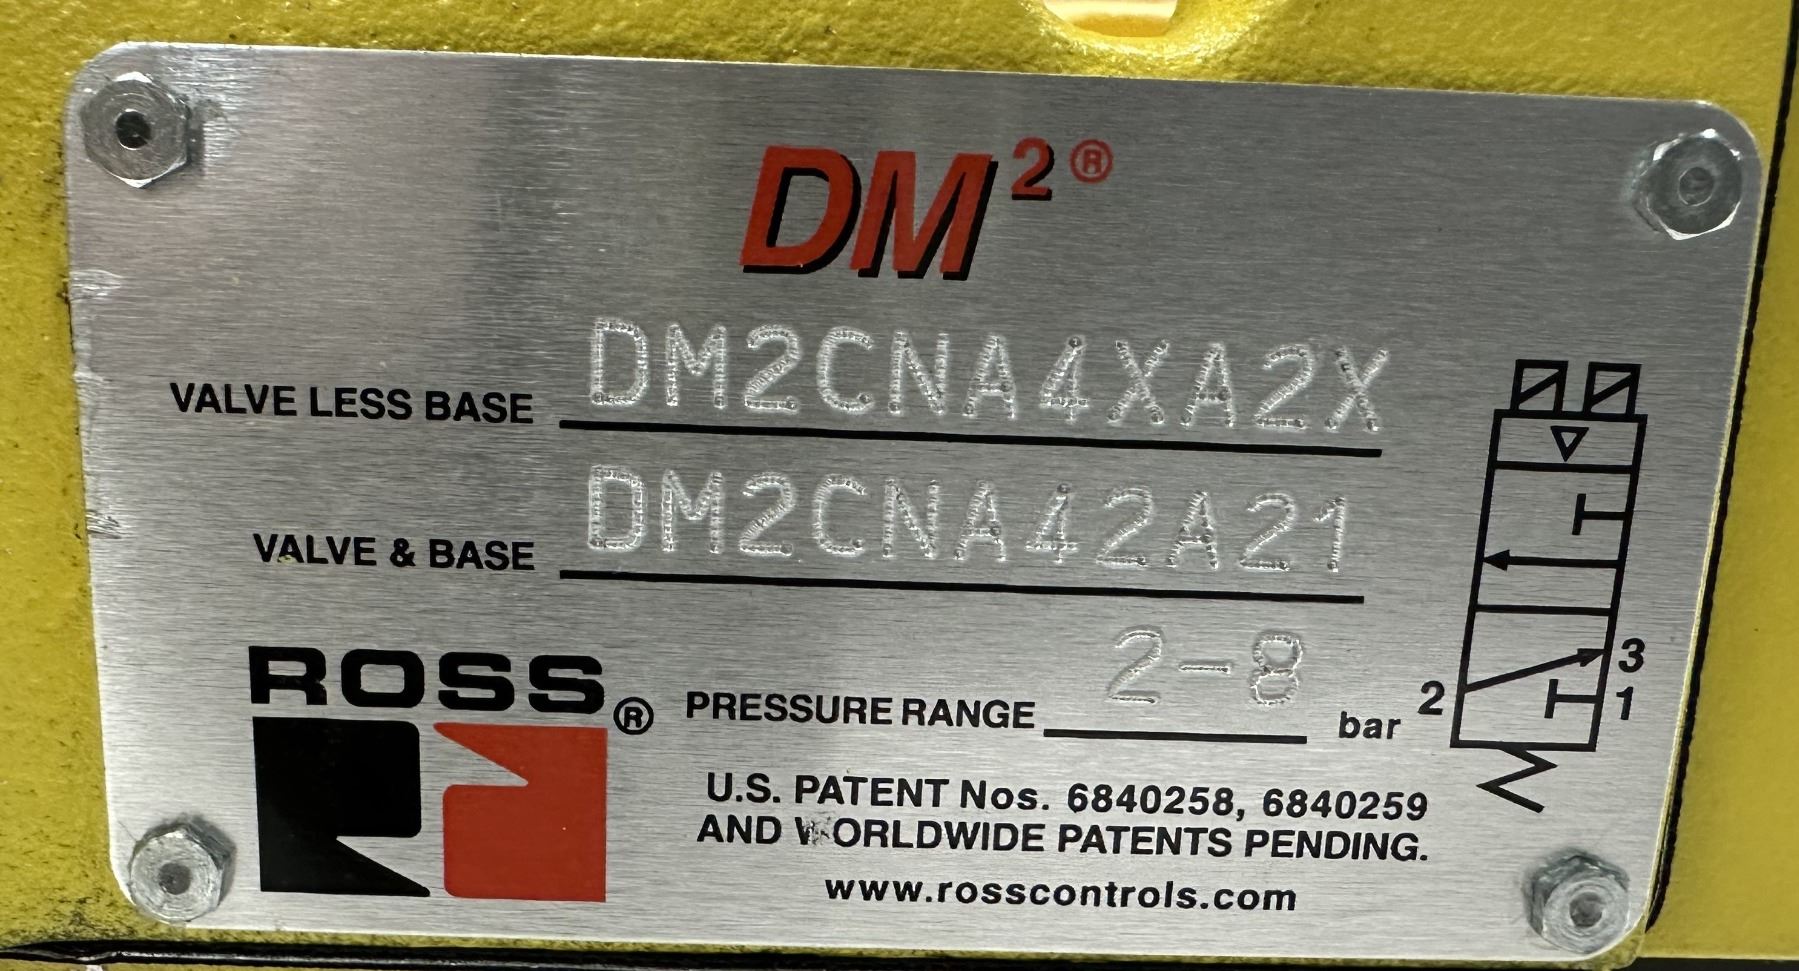 DM2®
VALVE LESS BASE DM2CNA4XA2X
VALVE & BASE DM2CNA42A21
ROSS®
PRESSURE RANGE 2-8 bar
2
3
1
U.S. PATENT Nos. 6840258, 6840259
AND WORLDWIDE PATENTS PENDING.
www.rosscontrols.com